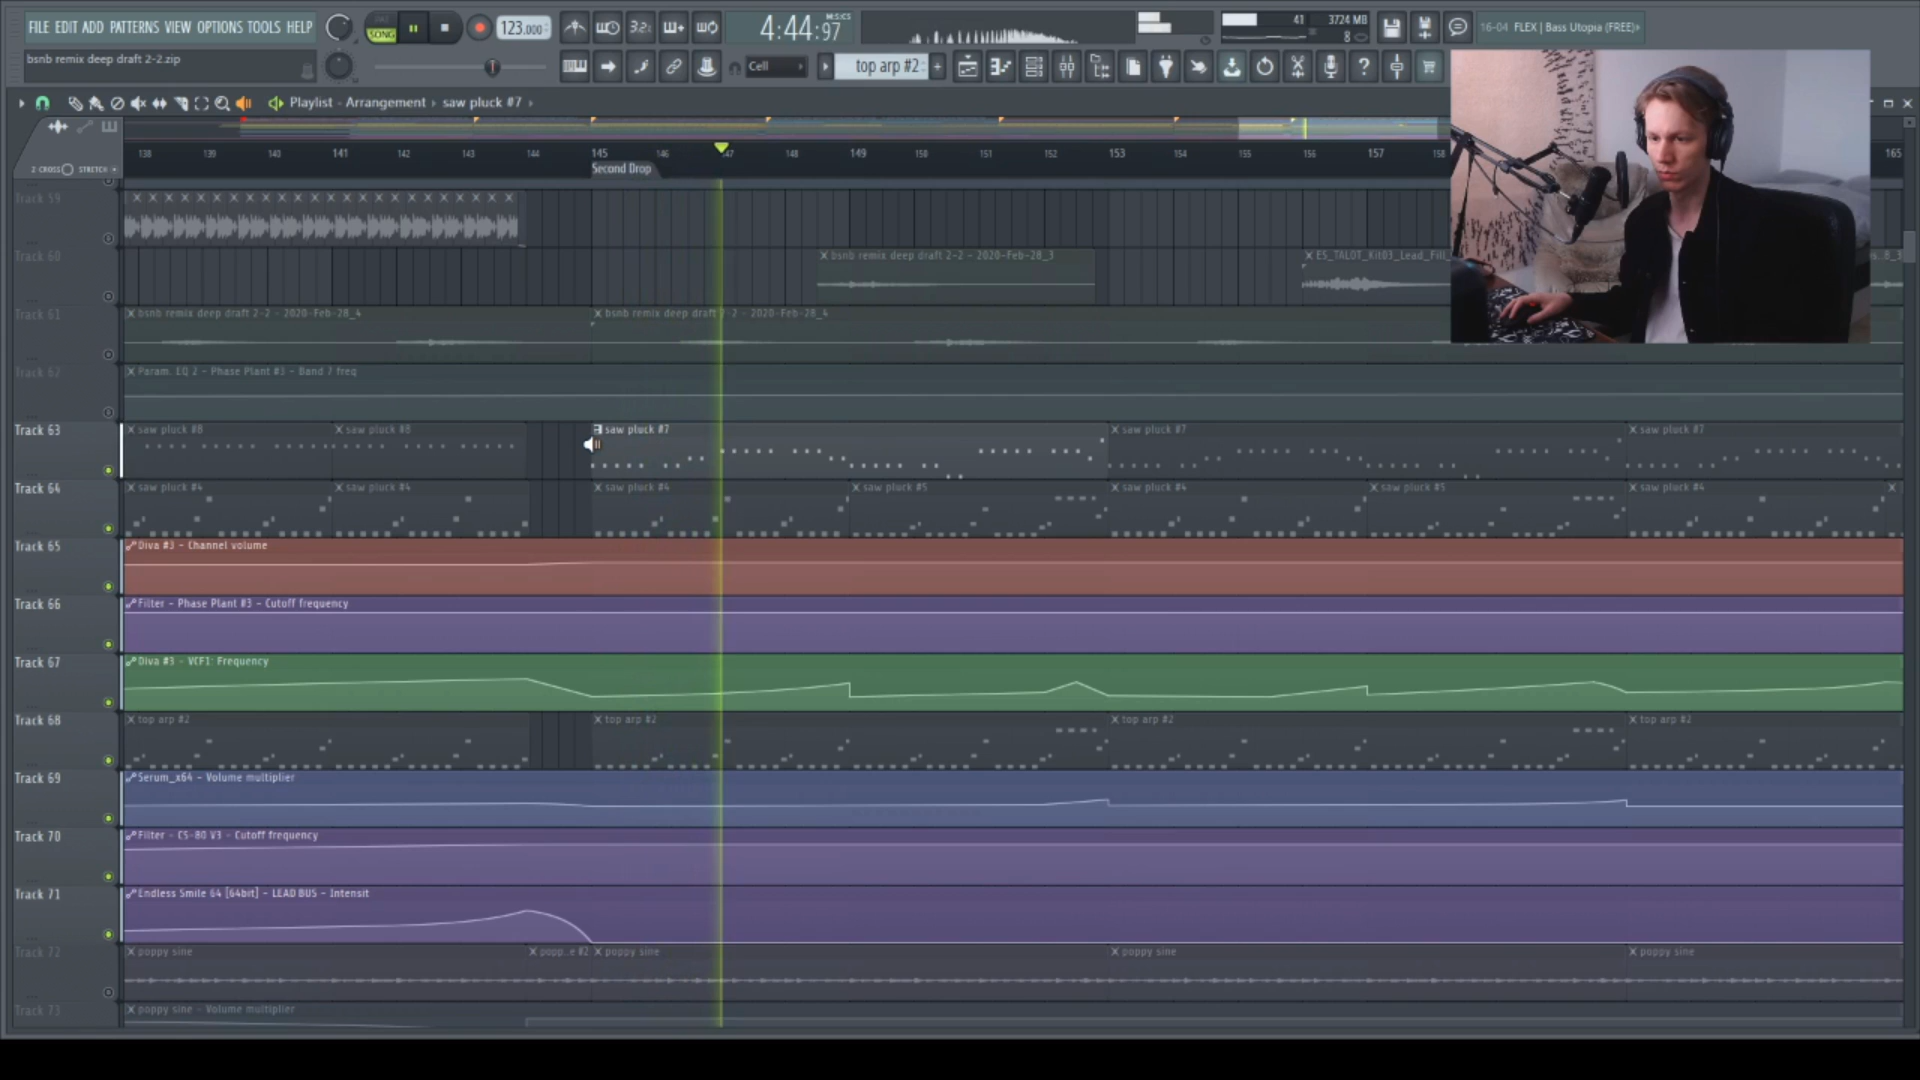 FILE EDIT ADD PATTERNS VIEW OPTIONS TOOLS HELP
PAT
SONG
123.000
3.2.
4:44:97
M:S:CS
41
3724 MB
8
16-04 FLEX | Bass Utopia (FREE)
bsnb remix deep draft 2-2.zip
Cell
top arp #2
Playlist - Arrangement › saw pluck #7
Z-CROSS STRETCH
138 139 140 141 142 143 144 145 146 147 148 149 150 151 152 153 154 155 156 157 158 165
Second Drop
Track 59
Track 60
bsnb remix deep draft 2-2 - 2020-Feb-28_3
ES_TALOT_Kit03_Lead_Fill_
Track 61
bsnb remix deep draft 2-2 - 2020-Feb-28_4
bsnb remix deep draft 2-2 - 2020-Feb-28_4
Track 62
Param. EQ 2 - Phase Plant #3 - Band 7 freq
Track 63
saw pluck #8
saw pluck #8
saw pluck #7
saw pluck #7
saw pluck #7
Track 64
saw pluck #4
saw pluck #4
saw pluck #4
saw pluck #5
saw pluck #4
saw pluck #5
saw pluck #4
Track 65
Diva #3 - Channel volume
Track 66
Filter - Phase Plant #3 - Cutoff frequency
Track 67
Diva #3 - VCF1: Frequency
Track 68
top arp #2
top arp #2
top arp #2
top arp #2
Track 69
Serum_x64 - Volume multiplier
Track 70
Filter - CS-80 V3 - Cutoff frequency
Track 71
Endless Smile 64 [64bit] - LEAD BUS - Intensit
Track 72
poppy sine
popp…e #2
poppy sine
poppy sine
poppy sine
Track 73
poppy sine - Volume multiplier